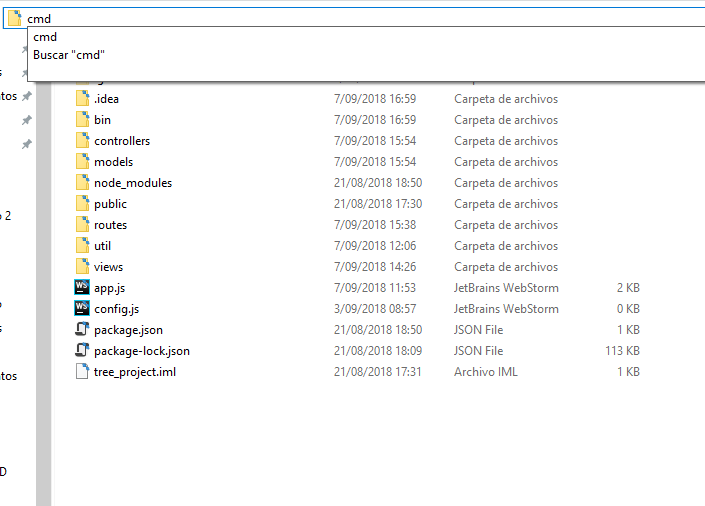 cmd
cmd
Buscar "cmd"
.idea 7/09/2018 16:59 Carpeta de archivos
tos
bin 7/09/2018 16:59 Carpeta de archivos
controllers 7/09/2018 15:54 Carpeta de archivos
models 7/09/2018 15:54 Carpeta de archivos
node_modules 21/08/2018 18:50 Carpeta de archivos
public 21/08/2018 17:30 Carpeta de archivos
2
routes 7/09/2018 15:38 Carpeta de archivos
util 7/09/2018 12:06 Carpeta de archivos
views 7/09/2018 14:26 Carpeta de archivos
WS app.js 7/09/2018 11:53 JetBrains WebStorm 2 KB
WS config.js 3/09/2018 08:57 JetBrains WebStorm 0 KB
package.json 21/08/2018 18:50 JSON File 1 KB
package-lock.json 21/08/2018 18:09 JSON File 113 KB
tree_project.iml 21/08/2018 17:31 Archivo IML 1 KB
ntos
D